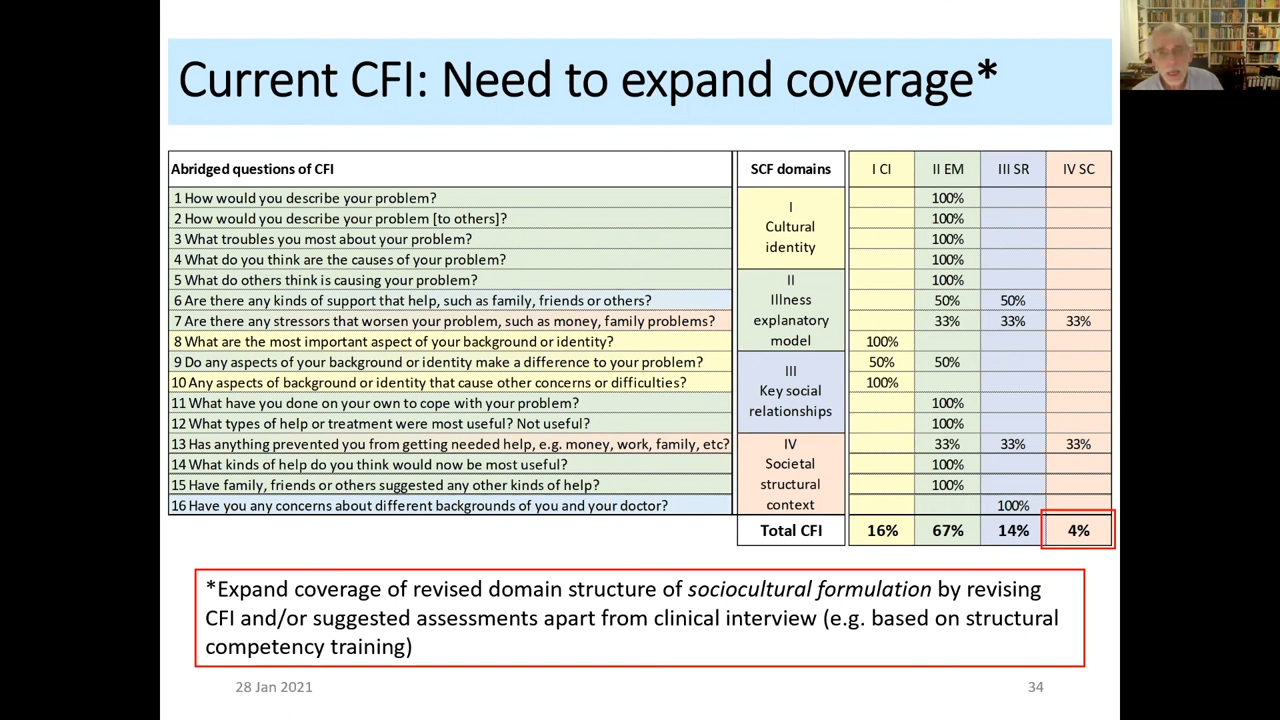 Current CFI: Need to expand coverage*
Abridged questions of CFI SCF domains I CI II EM III SR IV SC
1 How would you describe your problem? 100%
2 How would you describe your problem [to others]? 100%
3 What troubles you most about your problem? 100%
4 What do you think are the causes of your problem? 100%
5 What do others think is causing your problem? 100%
6 Are there any kinds of support that help, such as family, friends or others? 50% 50%
7 Are there any stressors that worsen your problem, such as money, family problems? 33% 33% 33%
8 What are the most important aspect of your background or identity? 100%
9 Do any aspects of your background or identity make a difference to your problem? 50% 50%
10 Any aspects of background or identity that cause other concerns or difficulties? 100%
11 What have you done on your own to cope with your problem? 100%
12 What types of help or treatment were most useful? Not useful? 100%
13 Has anything prevented you from getting needed help, e.g. money, work, family, etc? 33% 33% 33%
14 What kinds of help do you think would now be most useful? 100%
15 Have family, friends or others suggested any other kinds of help? 100%
16 Have you any concerns about different backgrounds of you and your doctor? 100%
I
Cultural
identity
II
Illness
explanatory
model
III
Key social
relationships
IV
Societal
structural
context
Total CFI 16% 67% 14% 4%
*Expand coverage of revised domain structure of sociocultural formulation by revising
CFI and/or suggested assessments apart from clinical interview (e.g. based on structural
competency training)
28 Jan 2021 34